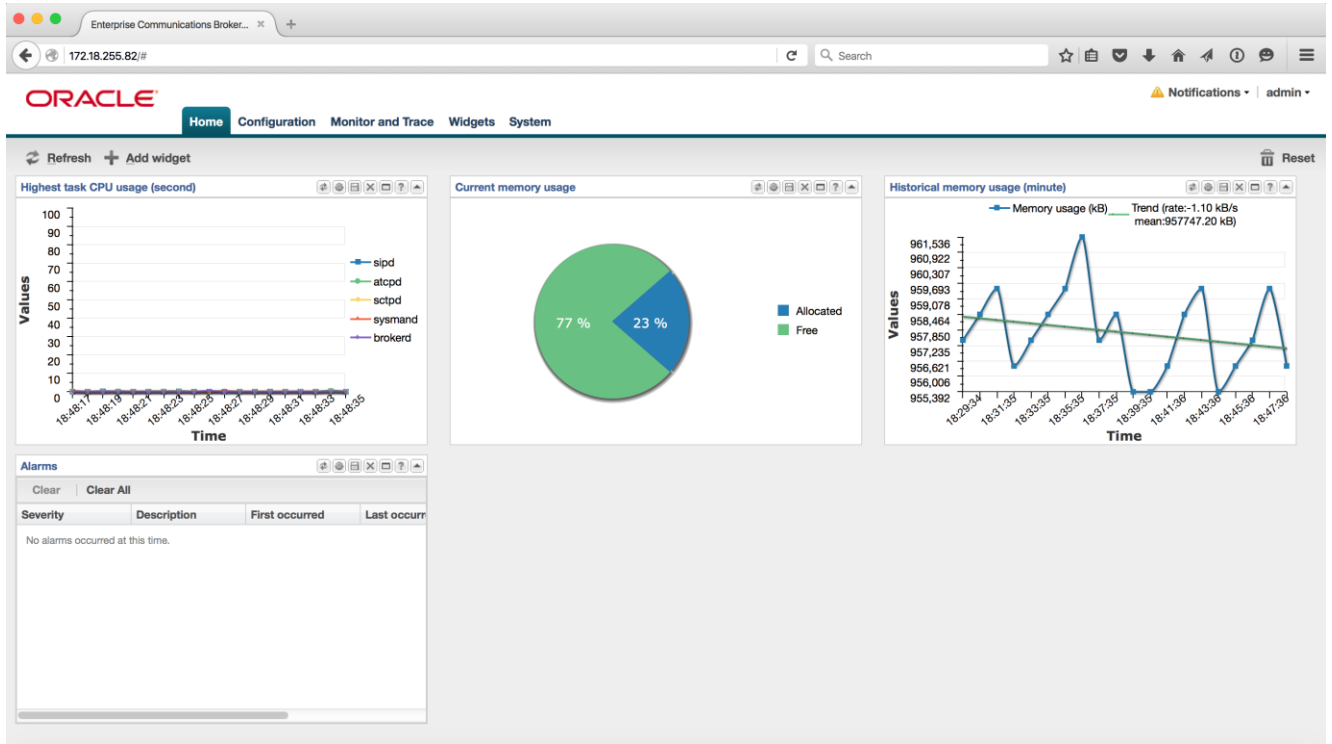 Enterprise Communications Broker...
172.18.255.82/#
Search
ORACLE
Notifications
admin
Home Configuration Monitor and Trace Widgets System
Refresh Add widget
Reset
Highest task CPU usage (second)
100
90
80
70
60
50
40
30
20
10
0
Values
18:48:17 18:48:19 18:48:21 18:48:23 18:48:25 18:48:27 18:48:29 18:48:31 18:48:33 18:48:35
Time
sipd
atcpd
sctpd
sysmand
brokerd
Current memory usage
77 % 23 %
Allocated
Free
Historical memory usage (minute)
Memory usage (kB) Trend (rate:-1.10 kB/s
mean:957747.20 kB)
961,536
960,922
960,307
959,693
959,078
958,464
957,850
957,235
956,621
956,006
955,392
Values
18:29:34 18:31:35 18:33:35 18:35:35 18:37:35 18:39:35 18:41:36 18:43:36 18:45:36 18:47:36
Time
Alarms
Clear Clear All
Severity Description First occurred Last occurr
No alarms occurred at this time.